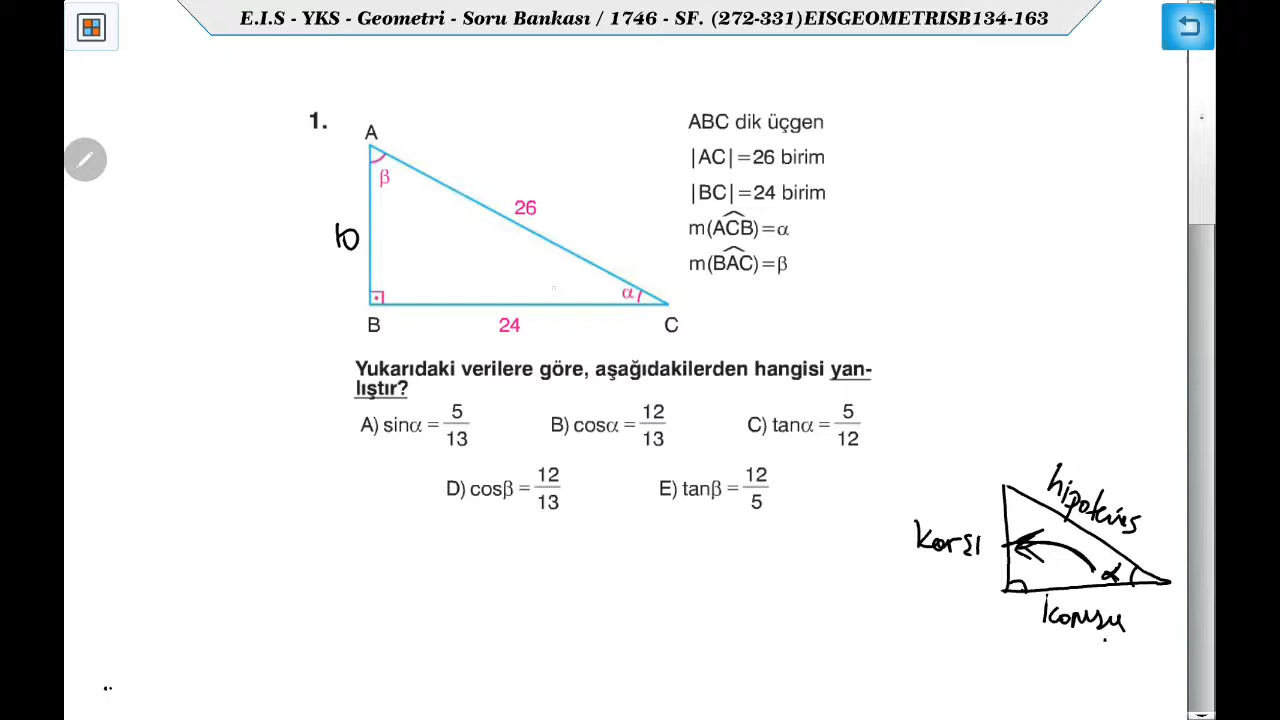 E.I.S - YKS - Geometri - Soru Bankası / 1746 - SF. (272-331)EISGEOMETRISB134-163
1.
A
β
26
10
α
B
24
C
ABC dik üçgen
|AC|=26 birim
|BC|=24 birim
m(ACB)=α
m(BAC)=β
Yukarıdaki verilere göre, aşağıdakilerden hangisi yan-
lıştır?
A) sinα = 5/13 B) cosα = 12/13 C) tanα = 5/12
D) cosβ = 12/13 E) tanβ = 12/5
hipotenüs
Karşı
α
Komşu